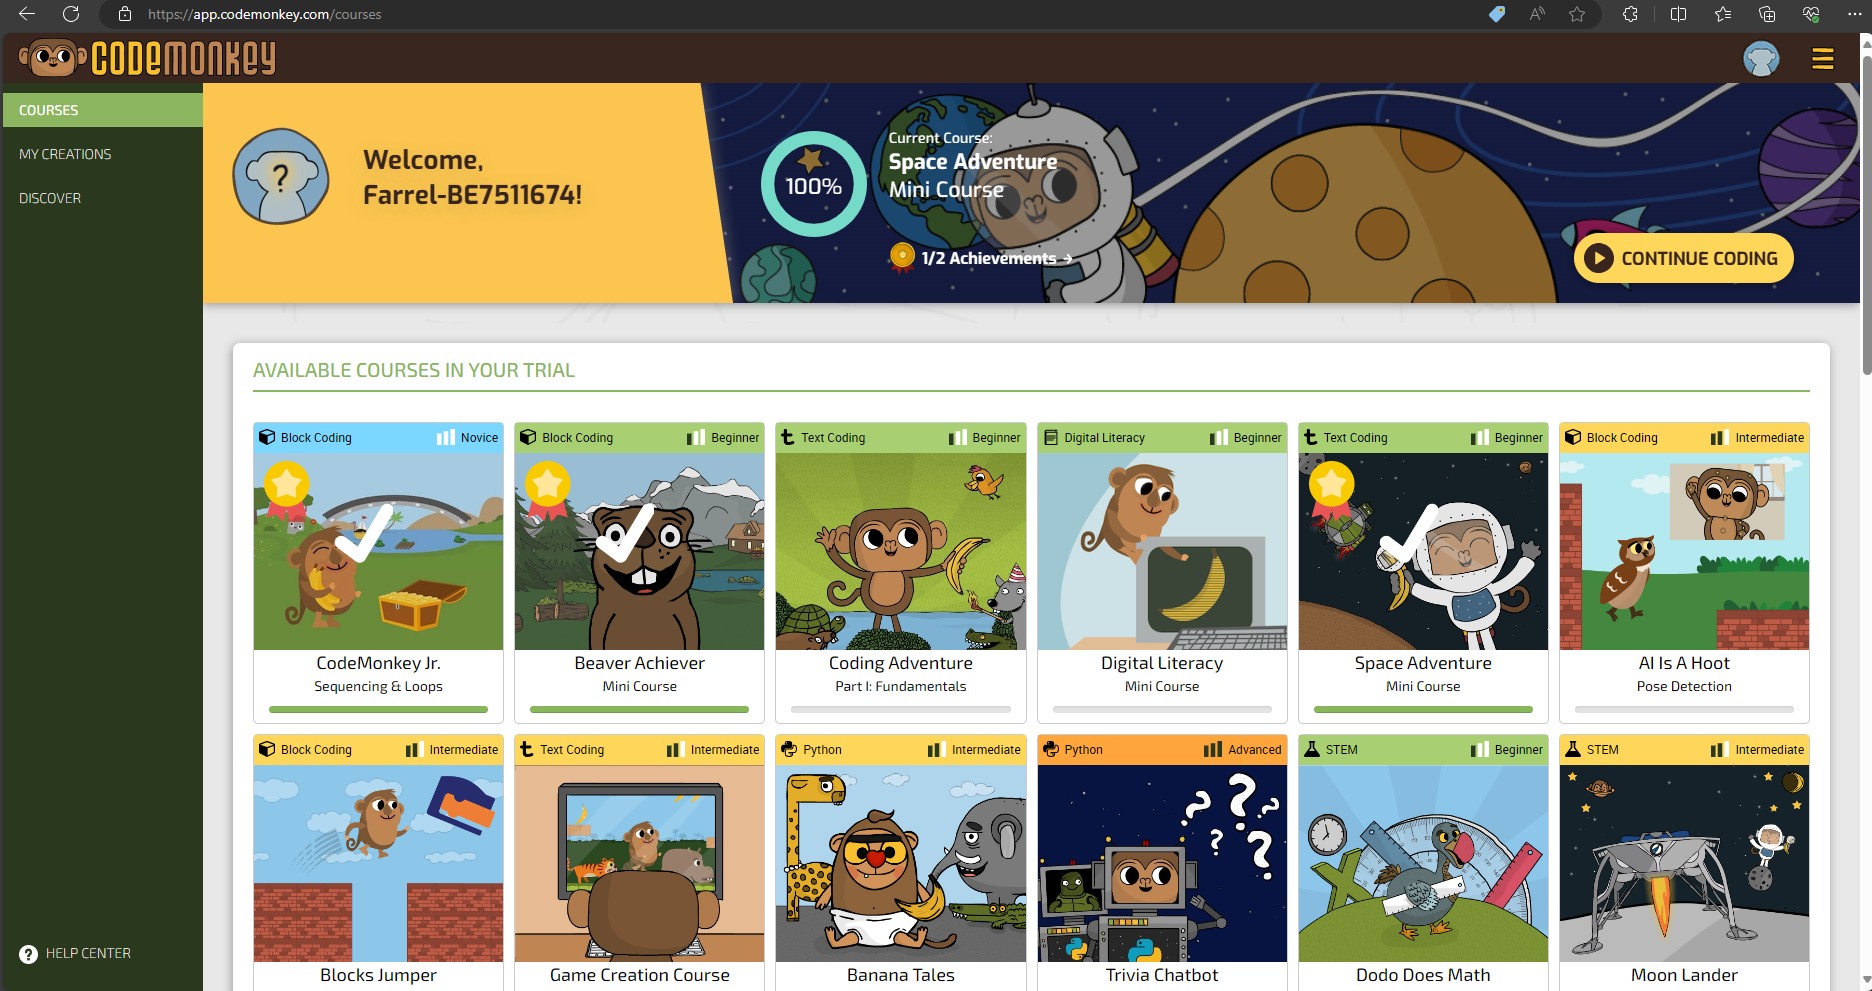 https://app.codemonkey.com/courses
CODEMONKEY
COURSES
MY CREATIONS
DISCOVER
HELP CENTER
Welcome,
Farrel-BE7511674!
100%
Current Course:
Space Adventure
Mini Course
1/2 Achievements →
CONTINUE CODING
AVAILABLE COURSES IN YOUR TRIAL
Block Coding Novice
CodeMonkey Jr.
Sequencing & Loops
Block Coding Beginner
Beaver Achiever
Mini Course
Text Coding Beginner
Coding Adventure
Part I: Fundamentals
Digital Literacy Beginner
Digital Literacy
Mini Course
Text Coding Beginner
Space Adventure
Mini Course
Block Coding Intermediate
AI Is A Hoot
Pose Detection
Block Coding Intermediate
Blocks Jumper
Text Coding Intermediate
Game Creation Course
Python Intermediate
Banana Tales
Python Advanced
Trivia Chatbot
STEM Beginner
Dodo Does Math
STEM Intermediate
Moon Lander